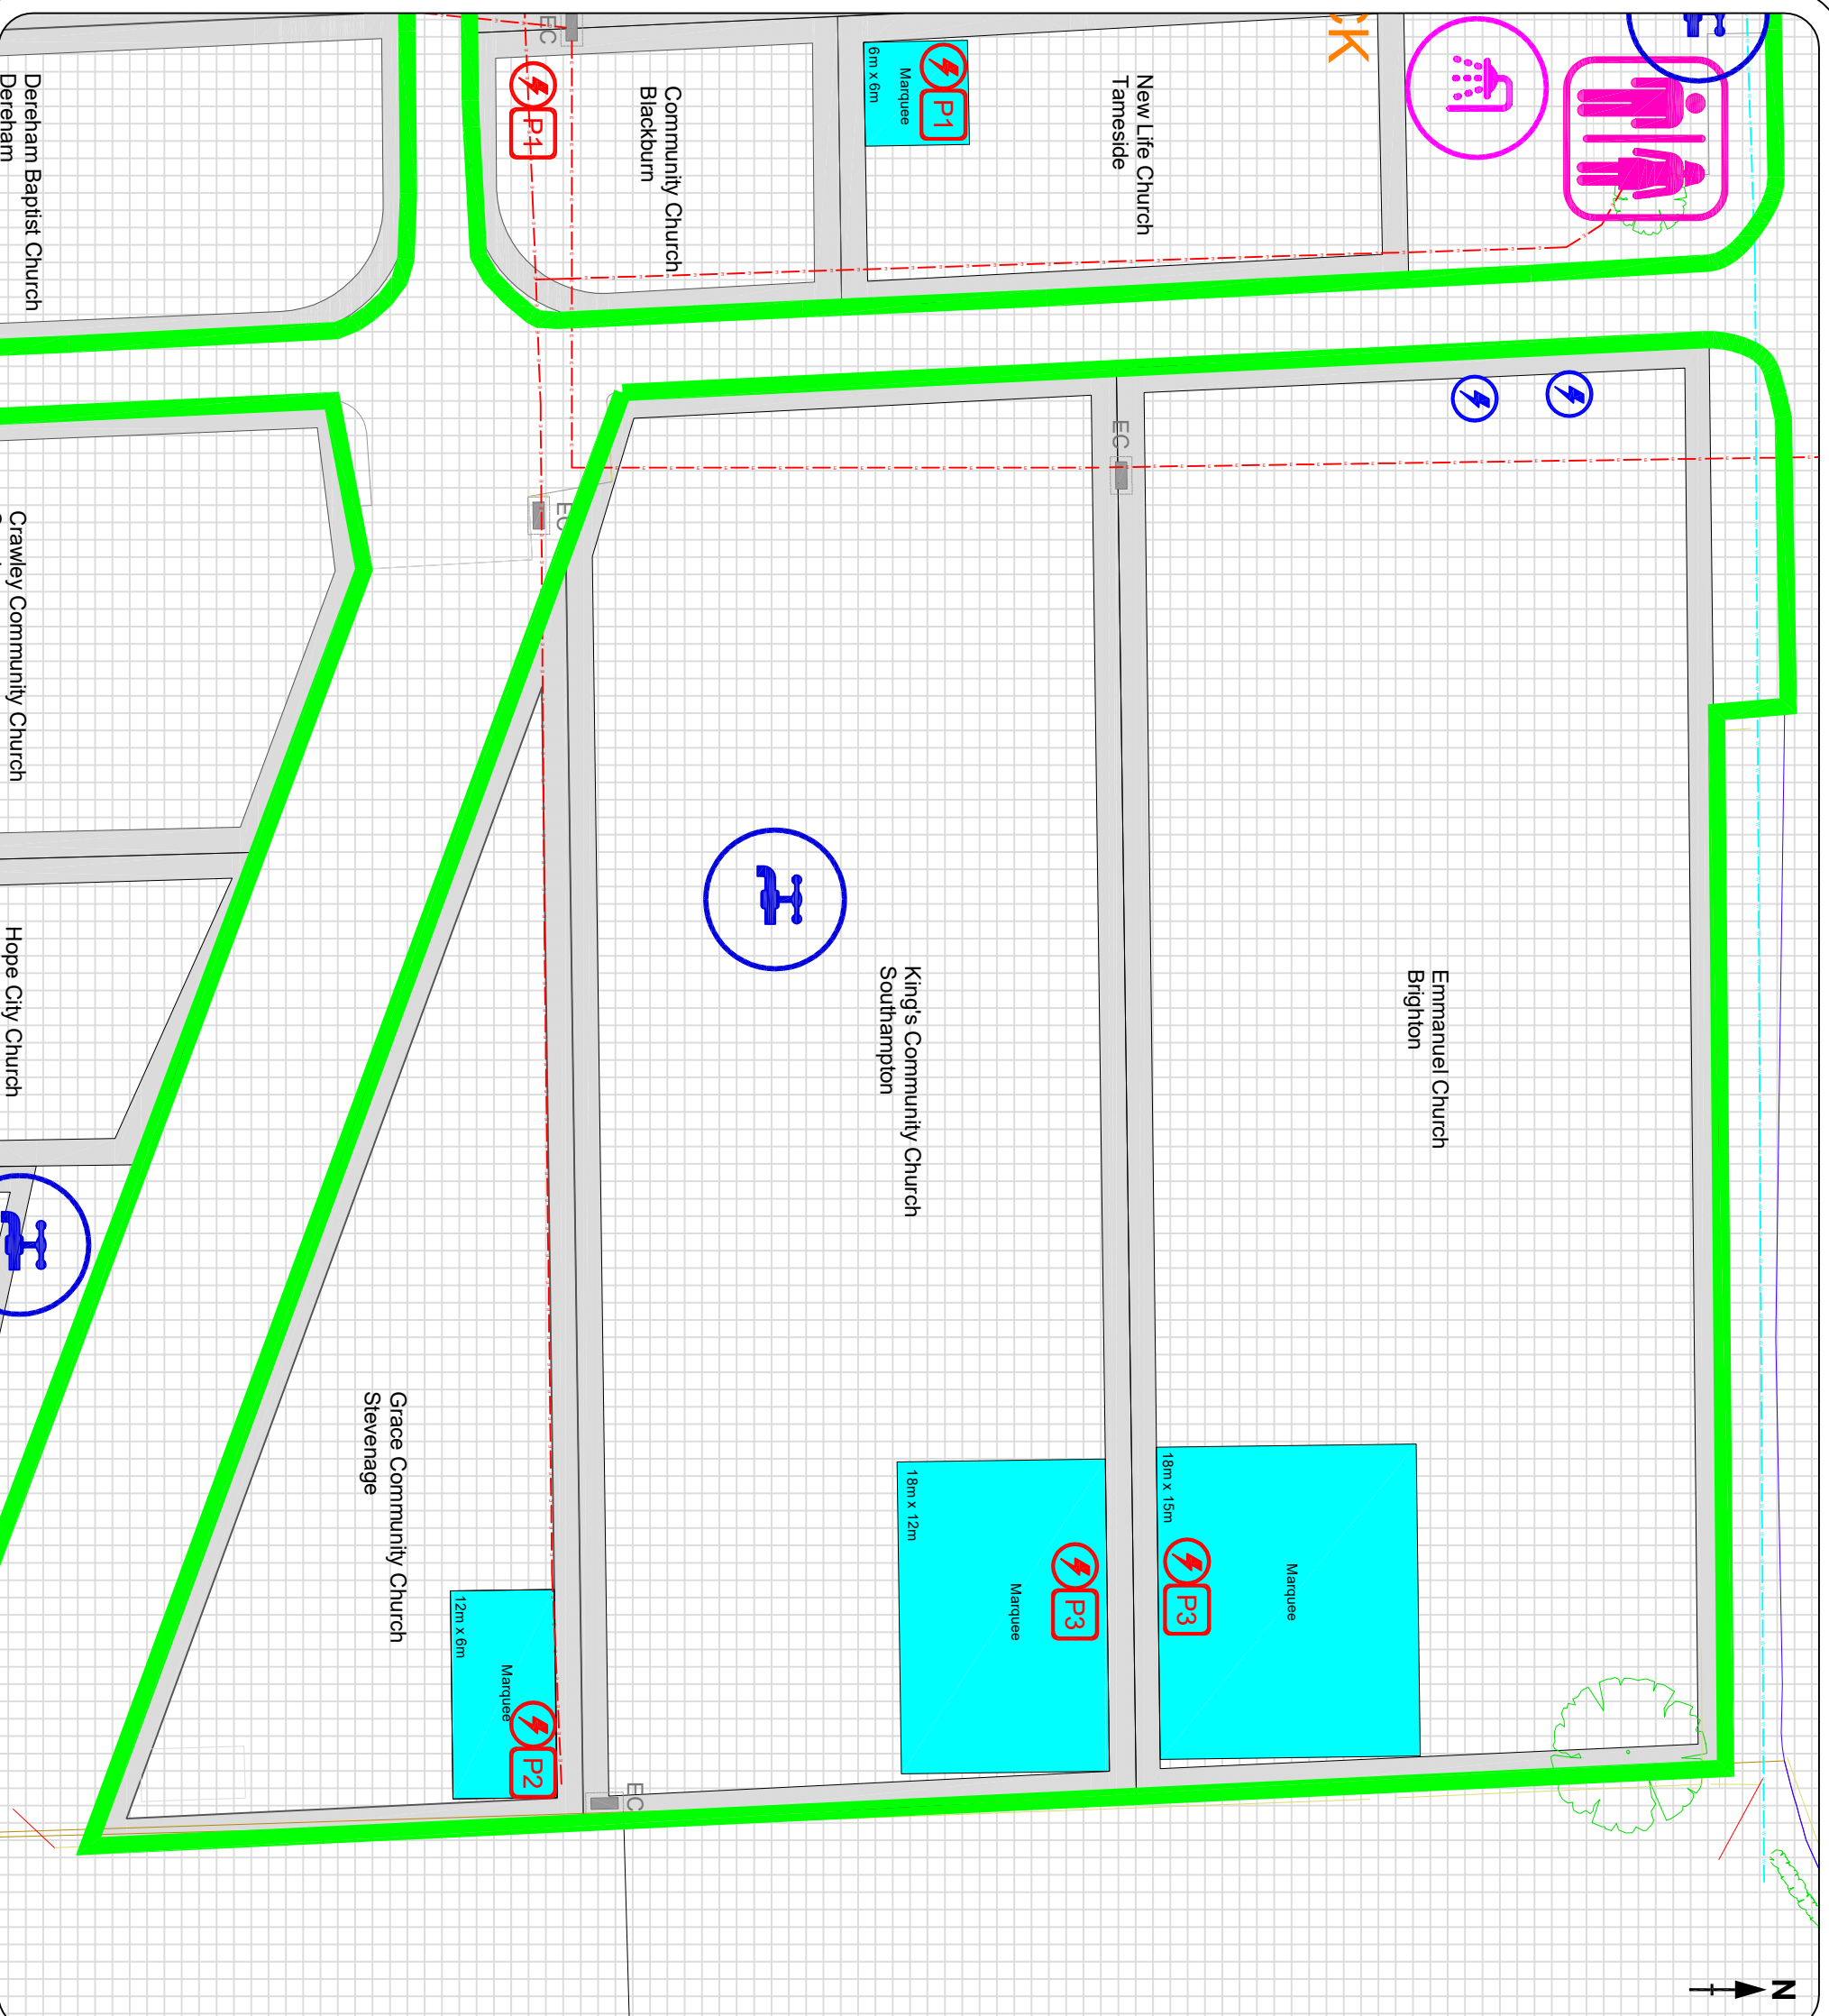 EC
CK
6m x 6m
Marquee
P1
P1
New Life Church
Tameside
Community Church
Blackburn
Dereham Baptist Church
Dereham
EC
EC
Crawley Community Church
Hope City Church
King's Community Church
Southampton
Emmanuel Church
Brighton
Grace Community Church
Stevenage
18m x 15m
Marquee
P3
18m x 12m
Marquee
P3
12m x 6m
Marquee
P2
EC
N